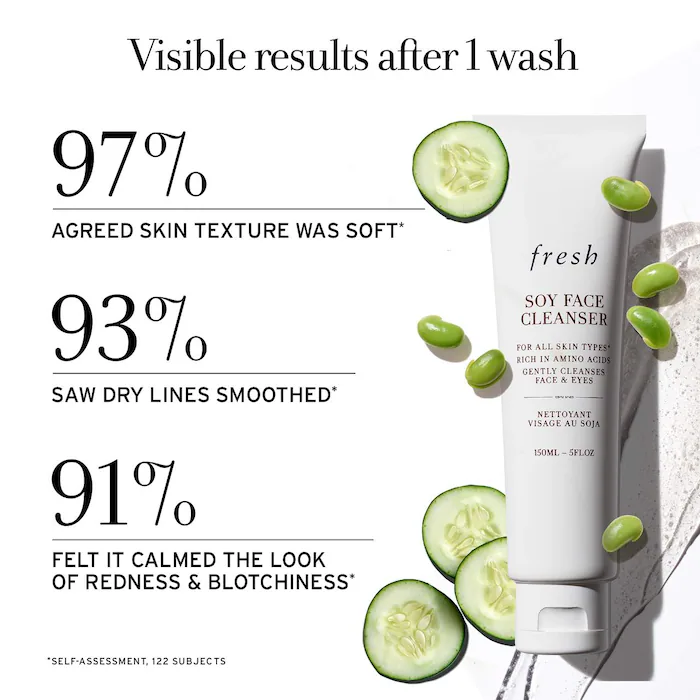 Visible results after 1 wash
97%
AGREED SKIN TEXTURE WAS SOFT*
93%
SAW DRY LINES SMOOTHED*
91%
FELT IT CALMED THE LOOK
OF REDNESS & BLOTCHINESS*
*SELF-ASSESSMENT, 122 SUBJECTS
fresh
SOY FACE
CLEANSER
FOR ALL SKIN TYPES*
RICH IN AMINO ACIDS
GENTLY CLEANSES
FACE & EYES
NETTOYANT
VISAGE AU SOJA
150ML – 5FLOZ